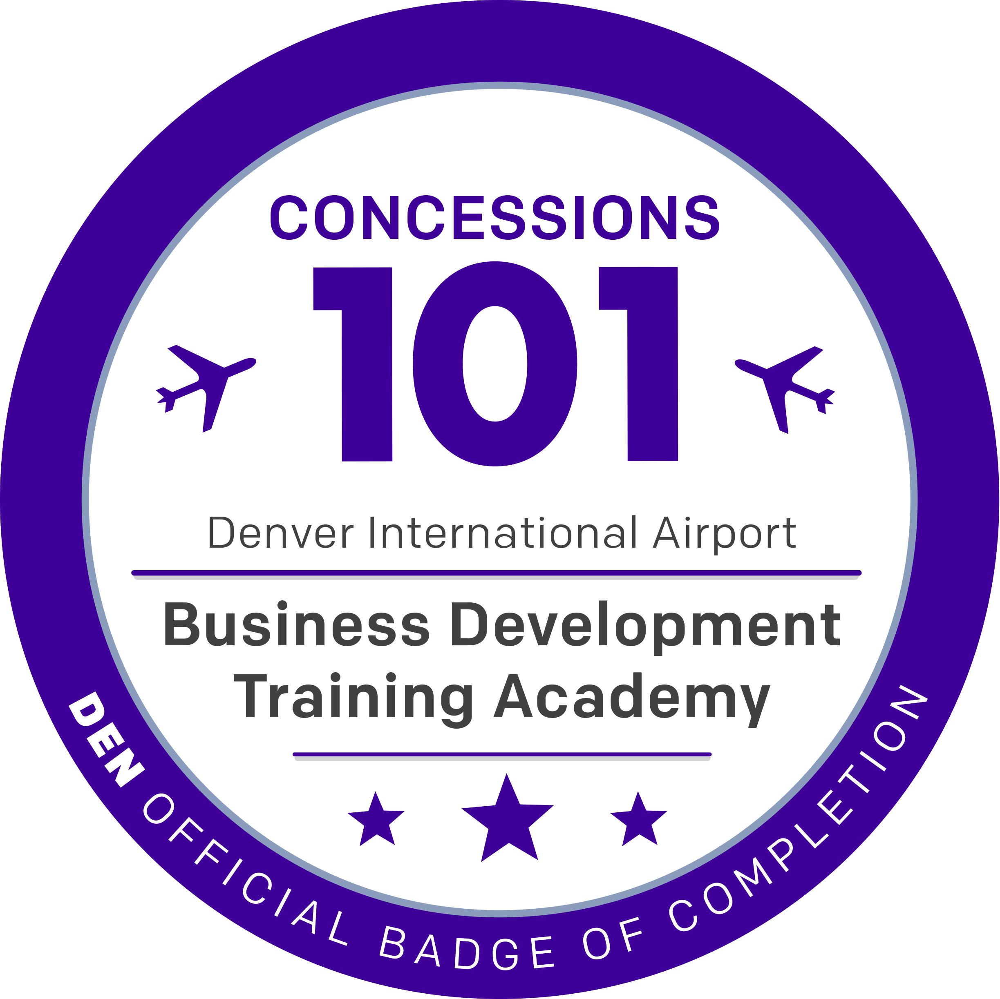 CONCESSIONS
101
Denver International Airport
Business Development
Training Academy
DEN OFFICIAL BADGE OF COMPLETION